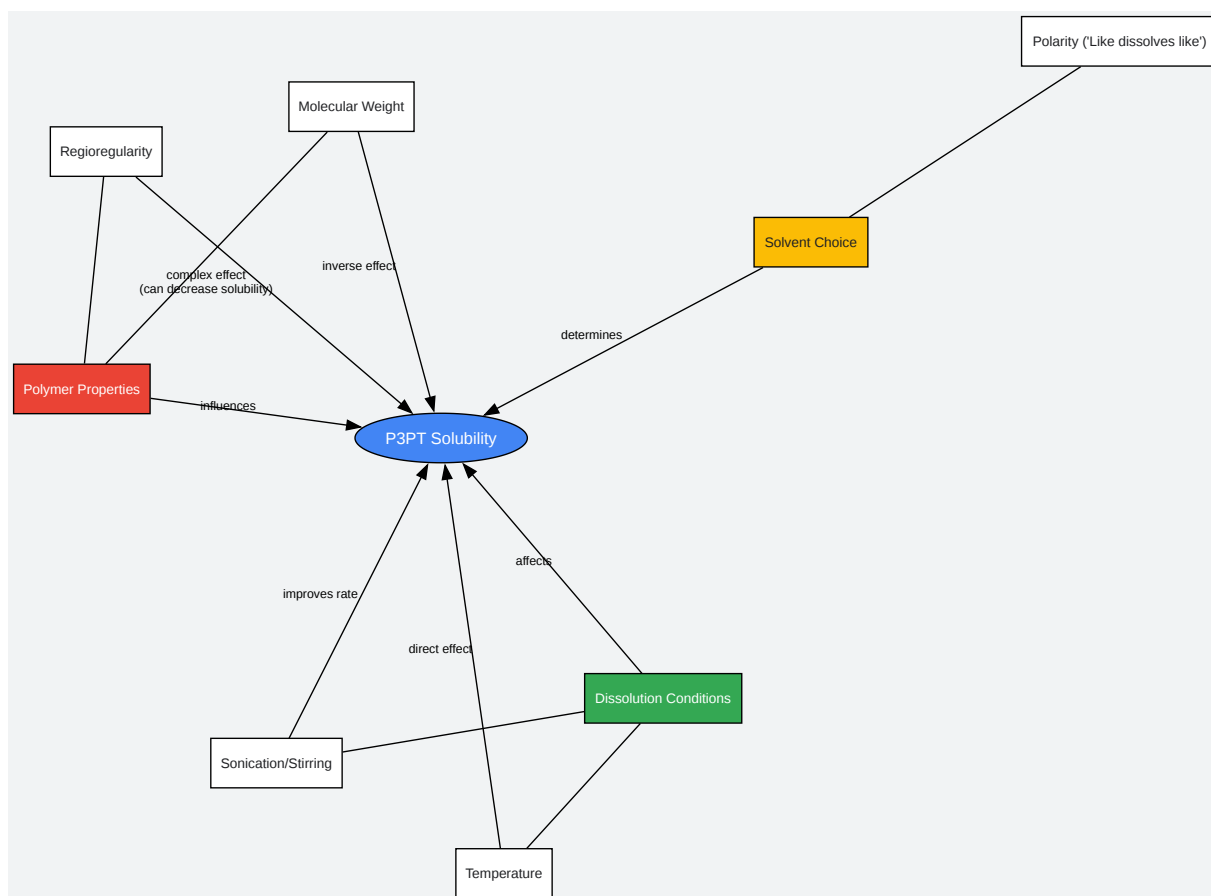 Polarity ('Like dissolves like')
Molecular Weight
Regioregularity
Solvent Choice
complex effect
(can decrease solubility)
inverse effect
determines
Polymer Properties
influences
P3PT Solubility
affects
improves rate
direct effect
Dissolution Conditions
Sonication/Stirring
Temperature